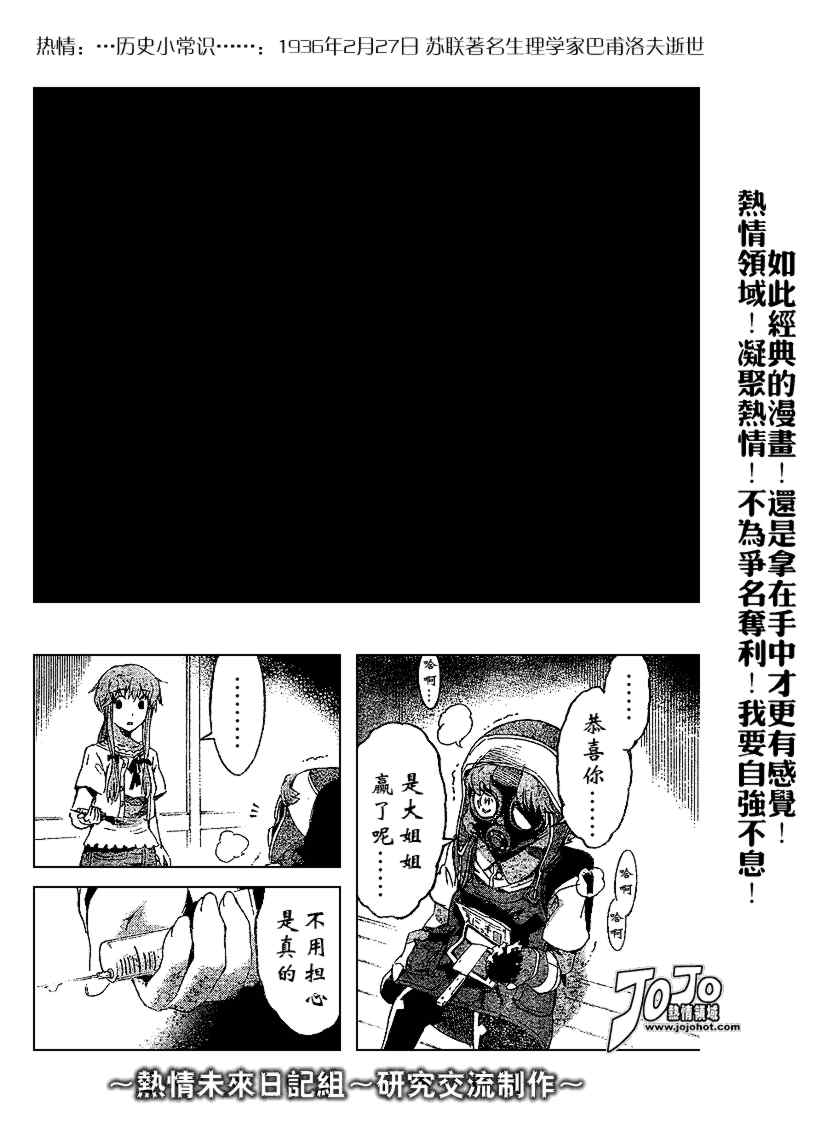 热情：…历史小常识……：1936年2月27日 苏联著名生理学家巴甫洛夫逝世
如此經典的漫畫！還是拿在手中才更有感覺！
熱情領域！凝聚熱情！不為爭名奪利！我要自強不息！
哈啊…
恭喜你……
是大姐姐
贏了呢……
哈啊
哈啊
………
不用担心
是真的
JOJO
熱情領域
www.jojohot.com
～熱情未來日記組～研究交流制作～